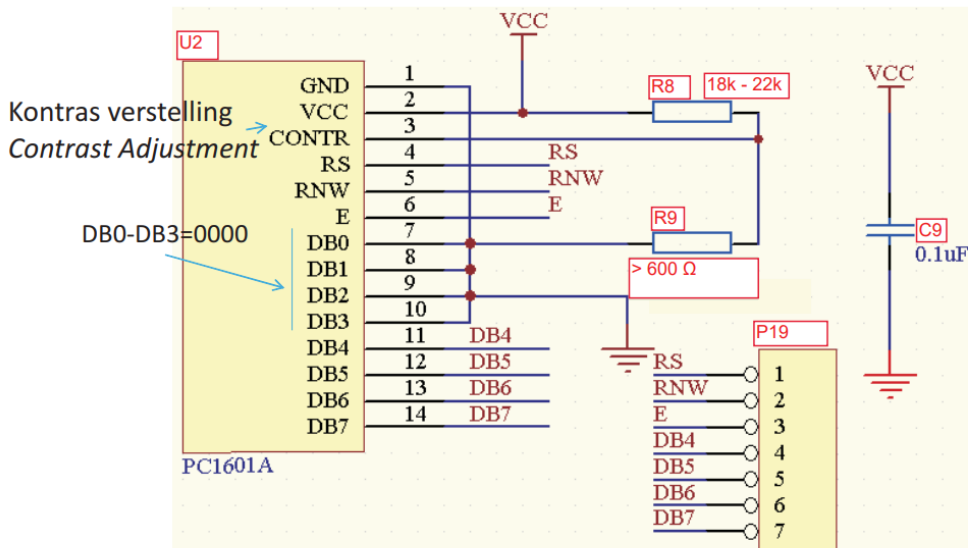 U2
VCC
GND 1
VCC 2
R8 18k - 22k
VCC
Kontras verstelling
Contrast Adjustment
CONTR 3
RS 4 RS
RNW 5 RNW
E 6 E
DB0 7
R9
DB0-DB3=0000
DB1 8
> 600 Ω
C9
0.1uF
DB2 9
DB3 10
DB4 11 DB4
DB5 12 DB5
DB6 13 DB6
DB7 14 DB7
PC1601A
P19
RS 1
RNW 2
E 3
DB4 4
DB5 5
DB6 6
DB7 7